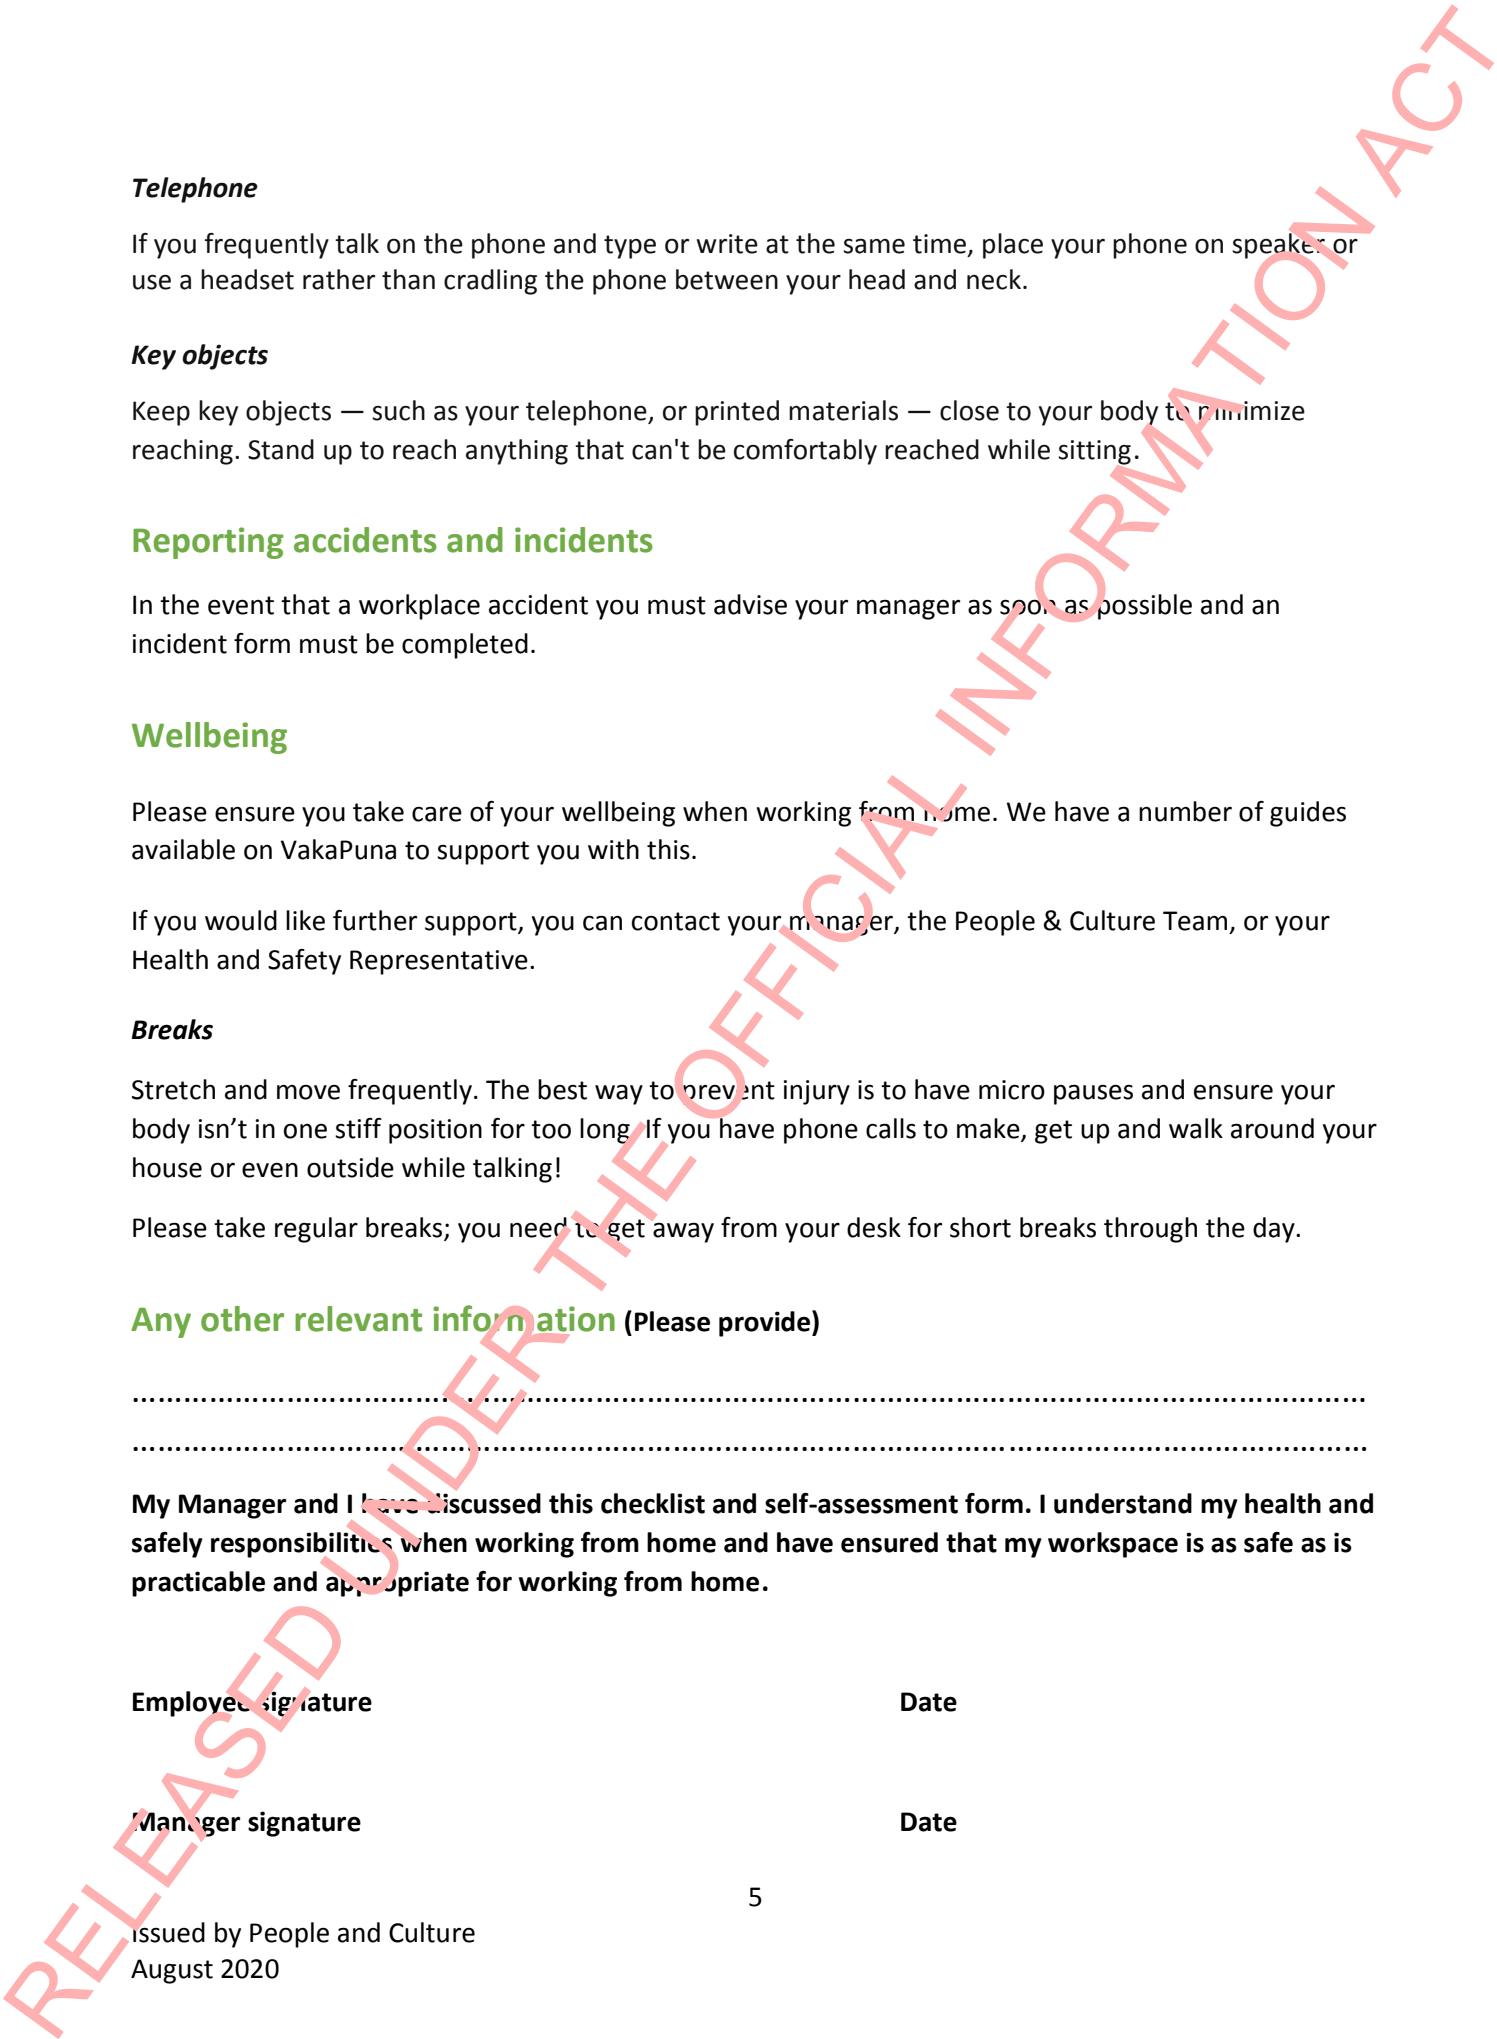 Telephone
If you frequently talk on the phone and type or write at the same time, place your phone on speaker or
use a headset rather than cradling the phone between your head and neck.
Key objects
Keep key objects — such as your telephone, or printed materials — close to your body to minimize
reaching. Stand up to reach anything that can't be comfortably reached while sitting.
Reporting accidents and incidents
In the event that a workplace accident you must advise your manager as soon as possible and an
incident form must be completed.
Wellbeing
Please ensure you take care of your wellbeing when working from home. We have a number of guides
available on VakaPuna to support you with this.
If you would like further support, you can contact your manager, the People & Culture Team, or your
Health and Safety Representative.
Breaks
Stretch and move frequently. The best way to prevent injury is to have micro pauses and ensure your
body isn’t in one stiff position for too long. If you have phone calls to make, get up and walk around your
house or even outside while talking!
Please take regular breaks; you need to get away from your desk for short breaks through the day.
Any other relevant information (Please provide)
………………………………………………………………………………………………………………………………
………………………………………………………………………………………………………………………………
My Manager and I have discussed this checklist and self-assessment form. I understand my health and
safely responsibilities when working from home and have ensured that my workspace is as safe as is
practicable and appropriate for working from home.
Employee signature Date
Manager signature Date
5
Issued by People and Culture
August 2020
RELEASED UNDER THE OFFICIAL INFORMATION ACT